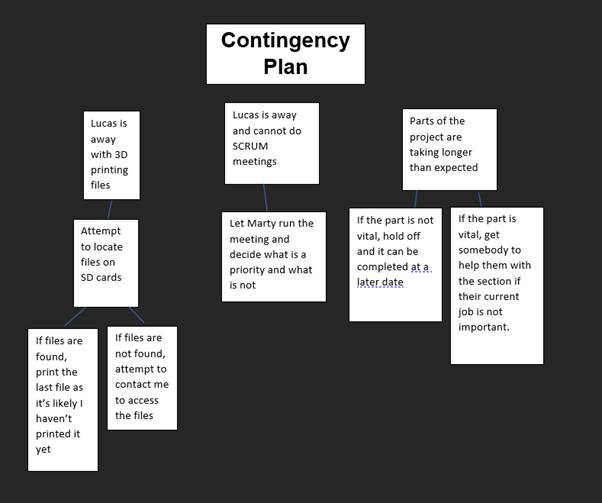 Contingency
Plan
Lucas is
away
with 3D
printing
files
Lucas is away
and cannot do
SCRUM
meetings
Parts of the
project are
taking longer
than expected
Attempt
to locate
files on
SD cards
Let Marty run the
meeting and
decide what is a
priority and what
is not
If the part is not
vital, hold off
and it can be
completed at a
later date
If the part is
vital, get
somebody to
help them with
the section if
their current
job is not
important.
If files are
found,
print the
last file as
it’s likely I
haven’t
printed it
yet
If files are
not found,
attempt to
contact me
to access
the files